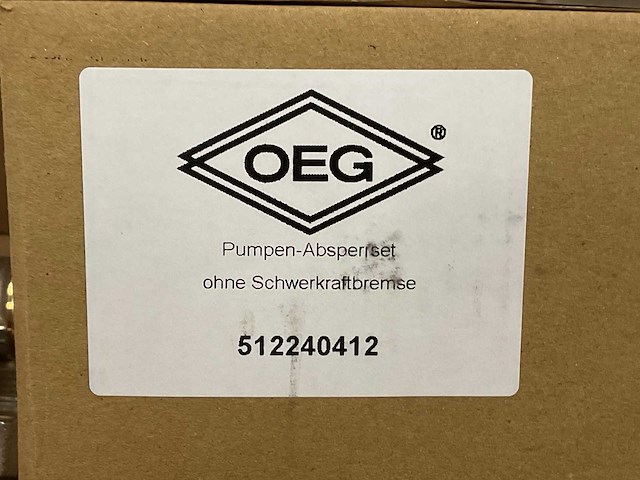 OEG®
Pumpen-Absperrset
ohne Schwerkraftbremse
512240412